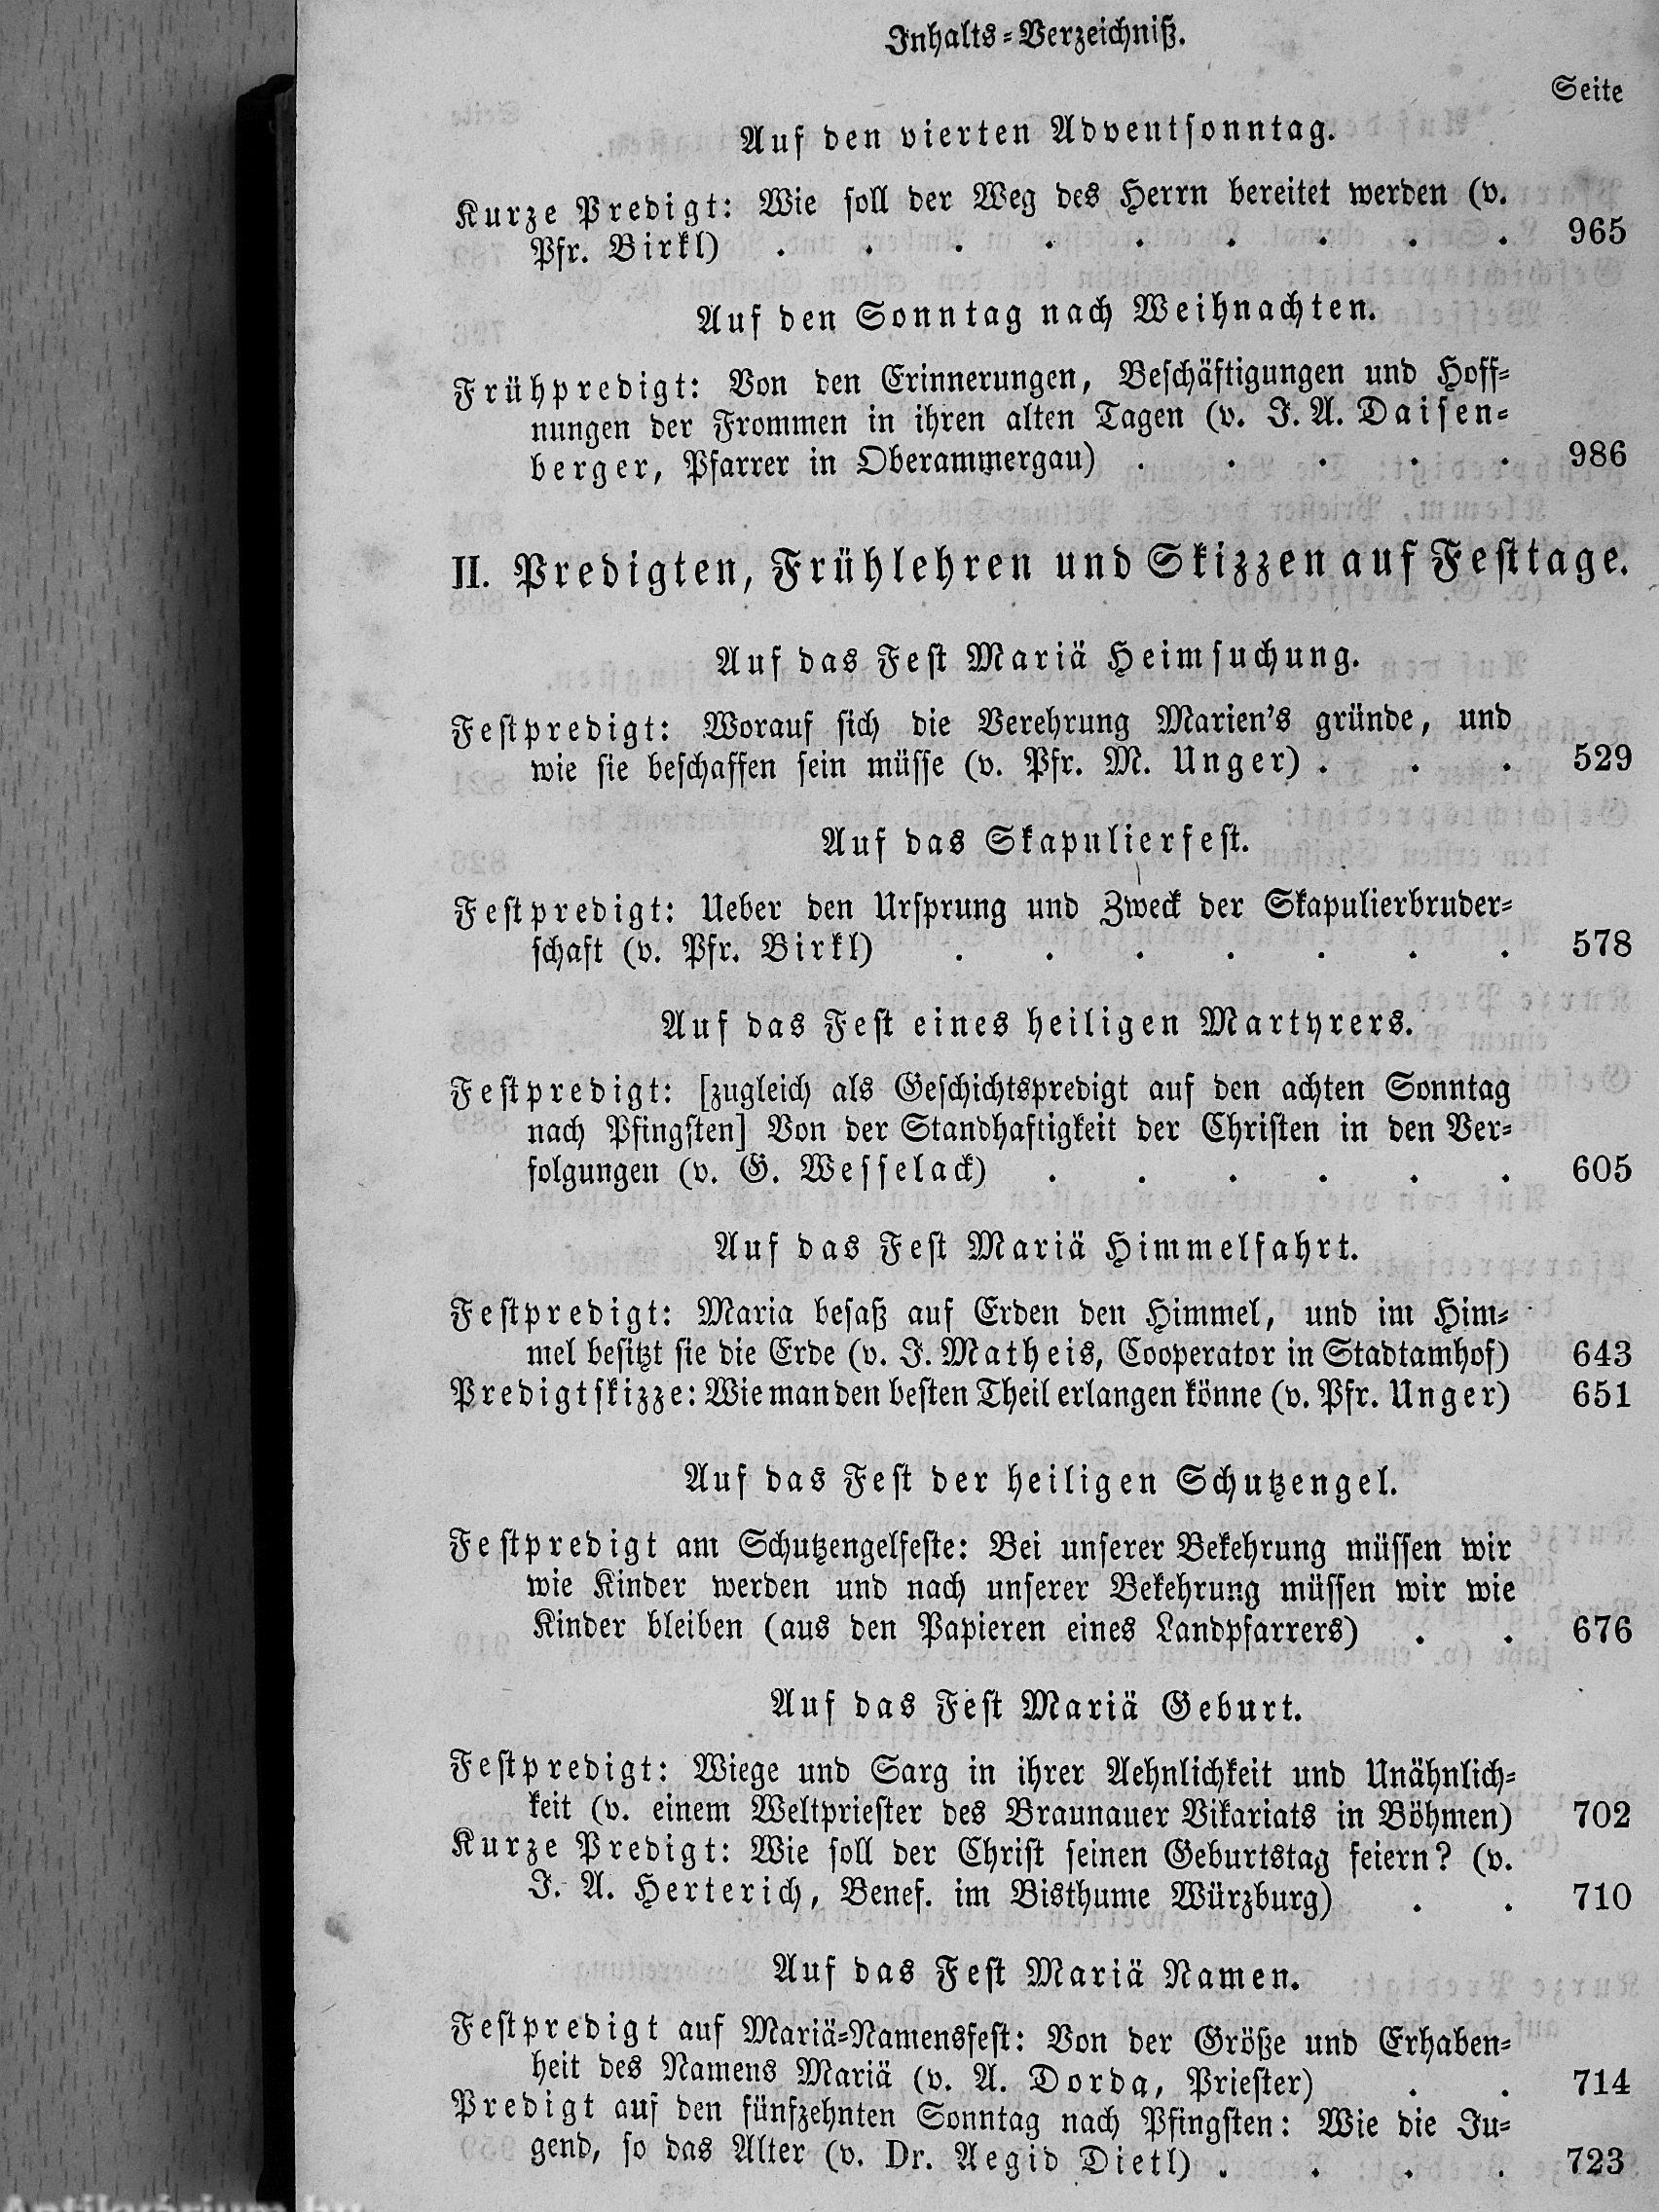 Inhalts-Verzeichniß.
Seite
Auf den vierten Adventsonntag.
Kurze Predigt: Wie soll der Weg des Herrn bereitet werden (v.
Pfr. Birkl) . . . . . . . . . 965
Auf den Sonntag nach Weihnachten.
Frühpredigt: Von den Erinnerungen, Beschäftigungen und Hoff-
nungen der Frommen in ihren alten Tagen (v. J. A. Daisen-
berger, Pfarrer in Oberammergau) . . . . . 986
II. Predigten, Frühlehren und Skizzen auf Festtage.
Auf das Fest Mariä Heimsuchung.
Festpredigt: Worauf sich die Verehrung Marien's gründe, und
wie sie beschaffen sein müsse (v. Pfr. M. Unger) . . . 529
Auf das Skapulierfest.
Festpredigt: Ueber den Ursprung und Zweck der Skapulierbruder-
schaft (v. Pfr. Birkl) . . . . . . . 578
Auf das Fest eines heiligen Martyrers.
Festpredigt: [zugleich als Geschichtspredigt auf den achten Sonntag
nach Pfingsten] Von der Standhaftigkeit der Christen in den Ver-
folgungen (v. G. Wesselack) . . . . . . 605
Auf das Fest Mariä Himmelfahrt.
Festpredigt: Maria besaß auf Erden den Himmel, und im Him-
mel besitzt sie die Erde (v. J. Matheis, Cooperator in Stadtamhof) 643
Predigtskizze: Wie man den besten Theil erlangen könne (v. Pfr. Unger) 651
Auf das Fest der heiligen Schutzengel.
Festpredigt am Schutzengelfeste: Bei unserer Bekehrung müssen wir
wie Kinder werden und nach unserer Bekehrung müssen wir wie
Kinder bleiben (aus den Papieren eines Landpfarrers) . . 676
Auf das Fest Mariä Geburt.
Festpredigt: Wiege und Sarg in ihrer Aehnlichkeit und Unähnlich-
keit (v. einem Weltpriester des Braunauer Vikariats in Böhmen) 702
Kurze Predigt: Wie soll der Christ seinen Geburtstag feiern? (v.
J. A. Herterich, Benef. im Bisthume Würzburg) . . 710
Auf das Fest Mariä Namen.
Festpredigt auf Mariä-Namensfest: Von der Größe und Erhaben-
heit des Namens Mariä (v. A. Dorda, Priester) . . 714
Predigt auf den fünfzehnten Sonntag nach Pfingsten: Wie die Ju-
gend, so das Alter (v. Dr. Aegid Dietl) . . . . 723